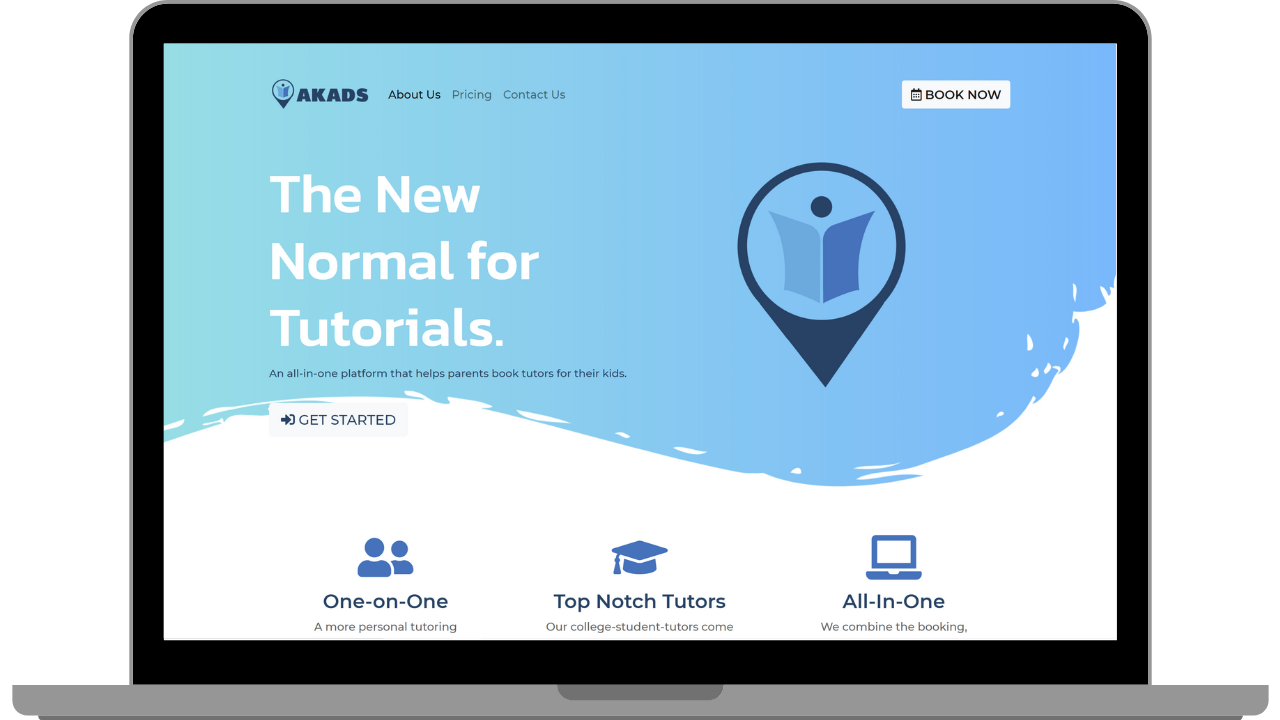 AKADS About Us Pricing Contact Us BOOK NOW
The New
Normal for
Tutorials.
An all-in-one platform that helps parents book tutors for their kids.
GET STARTED
One-on-One Top Notch Tutors All-In-One
A more personal tutoring Our college-student-tutors come We combine the booking,